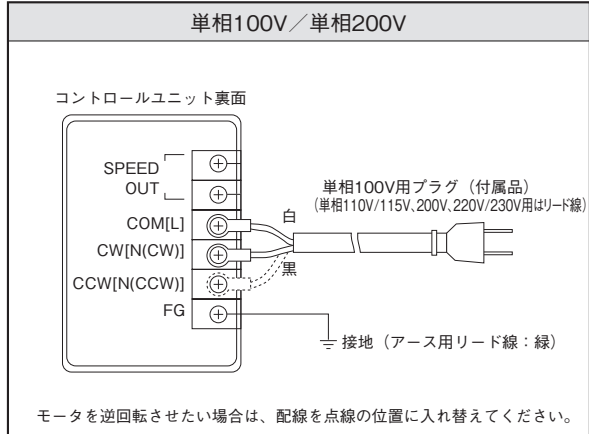 単相100V／単相200V
コントロールユニット裏面
SPEED
OUT
COM[L]
CW[N(CW)]
CCW[N(CCW)]
FG
白
黒
単相100V用プラグ（付属品）
（単相110V/115V、200V、220V/230V用はリード線）
接地（アース用リード線：緑）
モータを逆回転させたい場合は、配線を点線の位置に入れ替えてください。